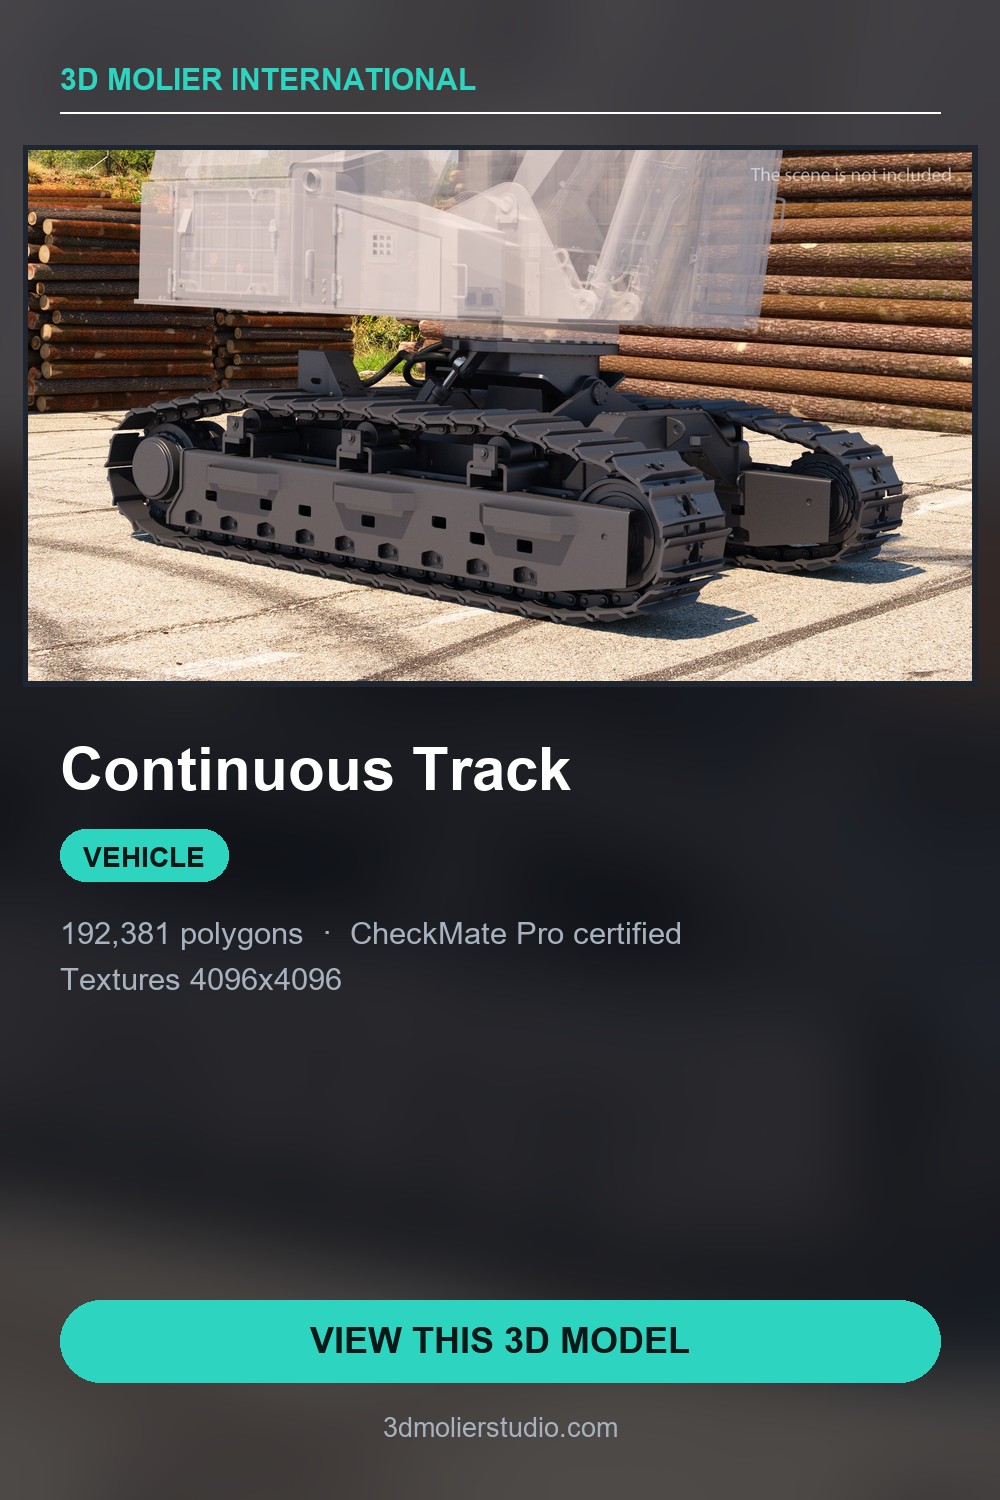 3D MOLIER INTERNATIONAL
The scene is not included
Continuous Track
VEHICLE
192,381 polygons · CheckMate Pro certified
Textures 4096x4096
VIEW THIS 3D MODEL
3dmolierstudio.com